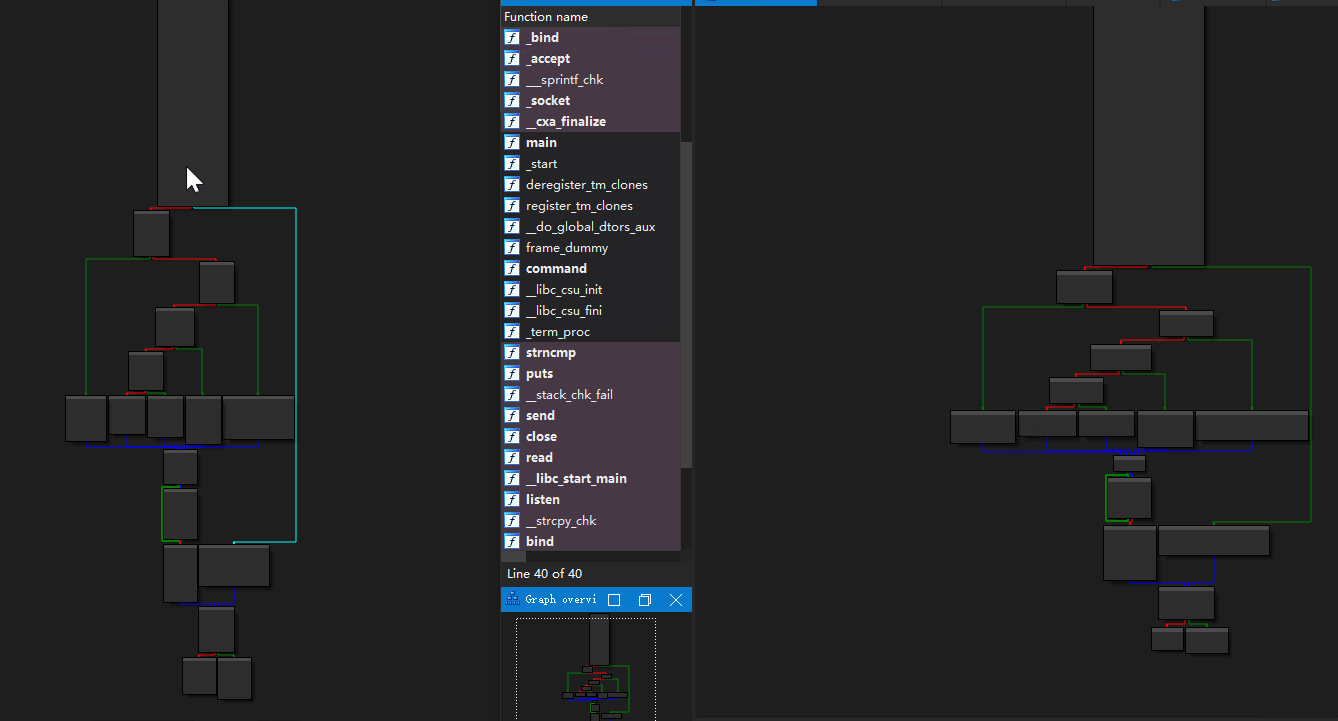 Function name
_bind
_accept
__sprintf_chk
_socket
__cxa_finalize
main
_start
deregister_tm_clones
register_tm_clones
__do_global_dtors_aux
frame_dummy
command
__libc_csu_init
__libc_csu_fini
_term_proc
strncmp
puts
__stack_chk_fail
send
close
read
__libc_start_main
listen
__strcpy_chk
bind
Line 40 of 40
Graph overvi